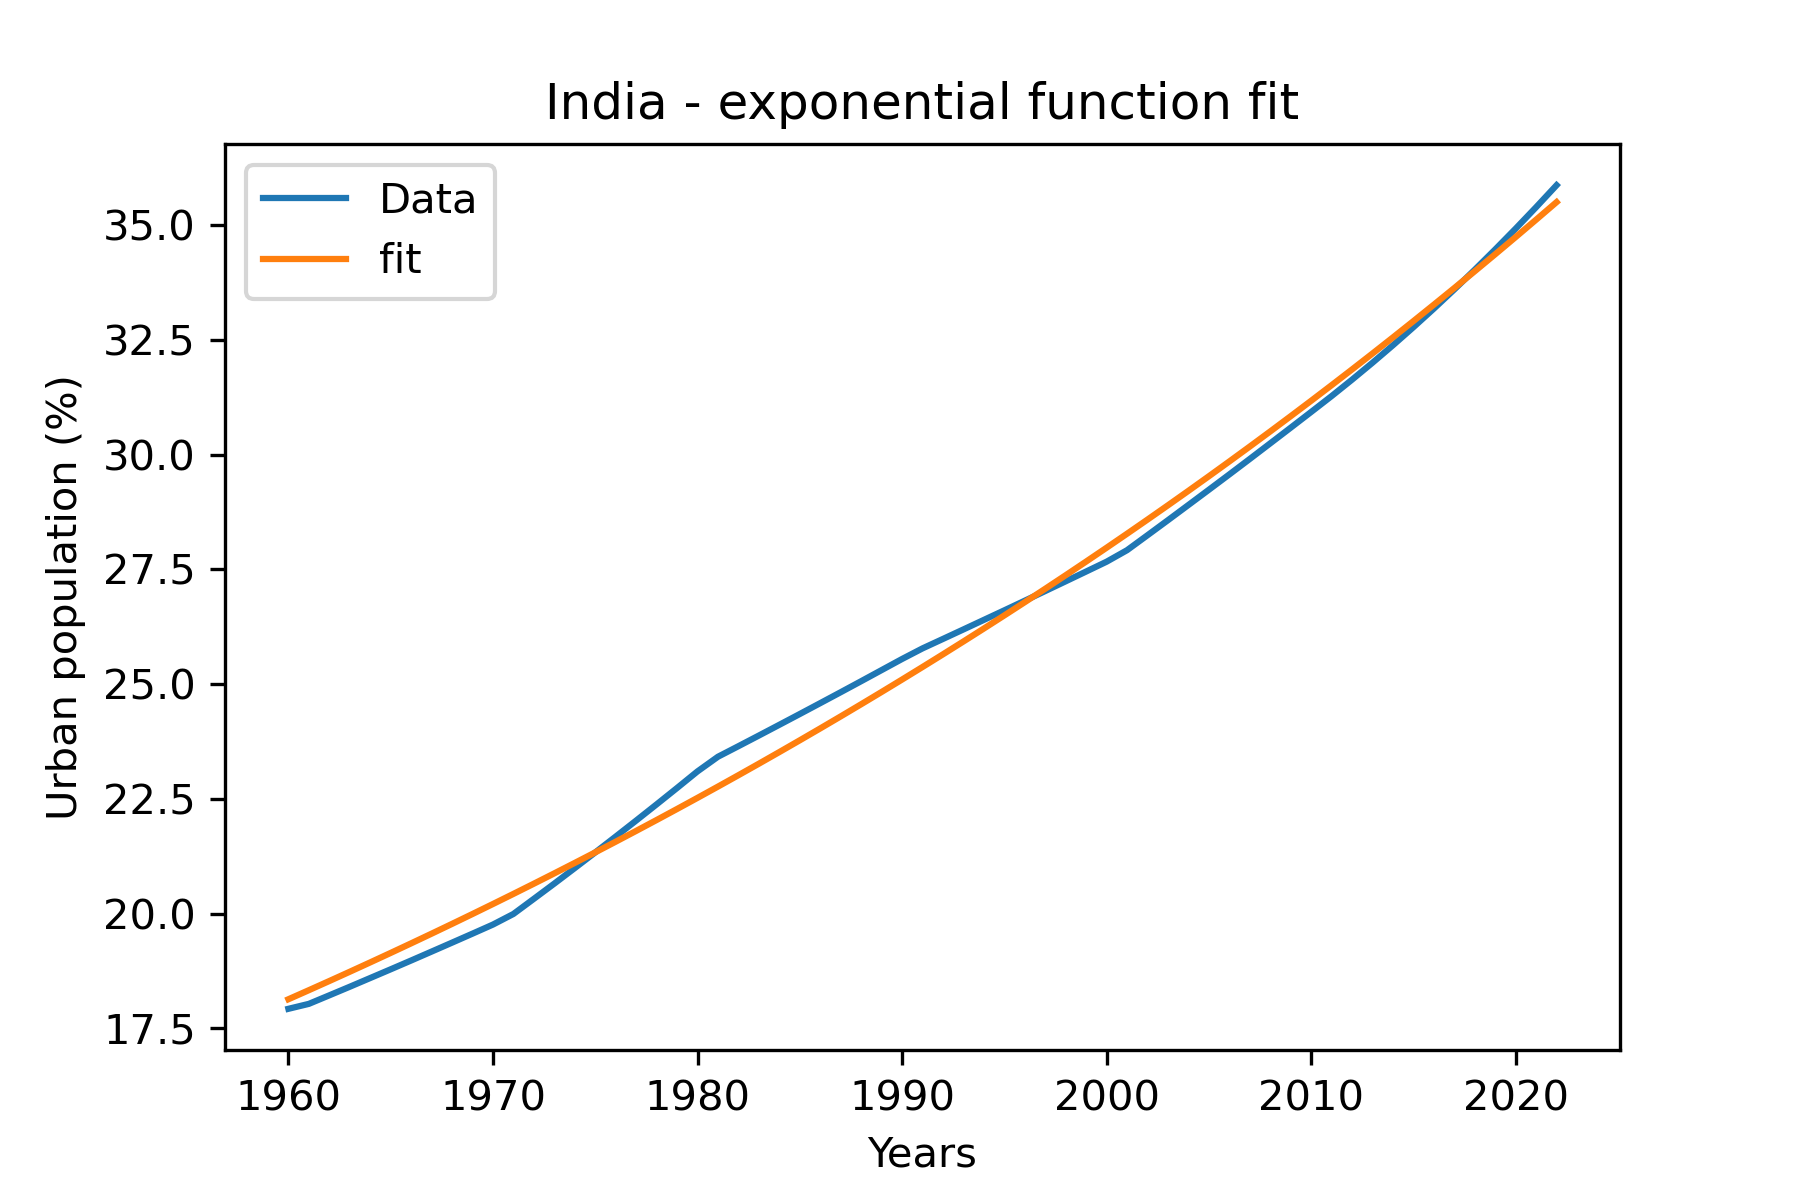 India - exponential function fit
Data
fit
35.0
32.5
30.0
27.5
25.0
22.5
20.0
17.5
Urban population (%)
1960 1970 1980 1990 2000 2010 2020
Years